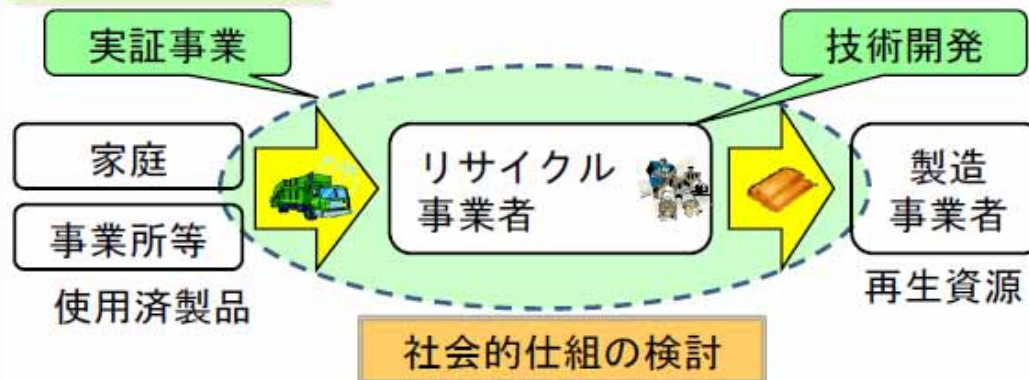 実証事業
技術開発
家庭
事業所等
使用済製品
リサイクル
事業者
製造
事業者
再生資源
社会的仕組の検討